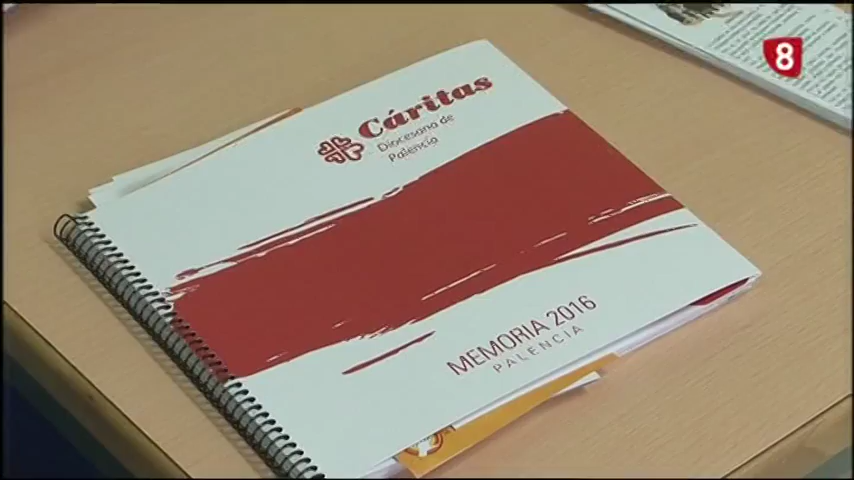 8
Cáritas
Diocesana de
Palencia
MEMORIA 2016
PALENCIA